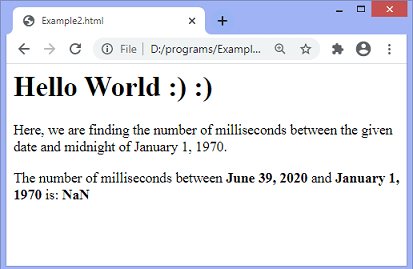 Example2.html
File | D:/programs/Exampl...
Hello World :) :)
Here, we are finding the number of milliseconds between the given
date and midnight of January 1, 1970.
The number of milliseconds between June 39, 2020 and January 1,
1970 is: NaN